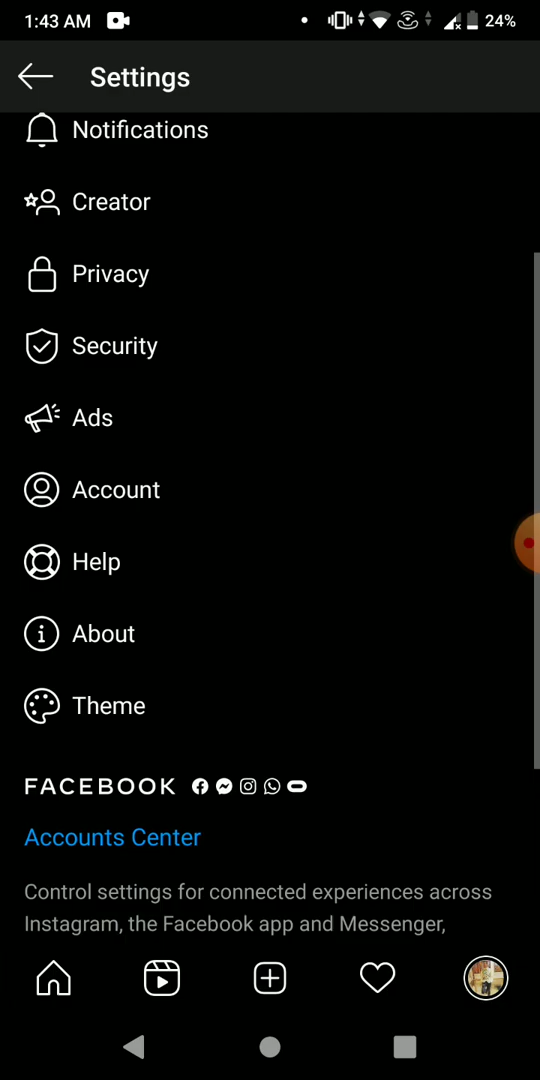 1:43 AM 24%
Settings
Notifications
Creator
Privacy
Security
Ads
Account
Help
About
Theme
FACEBOOK
Accounts Center
Control settings for connected experiences across
Instagram, the Facebook app and Messenger,